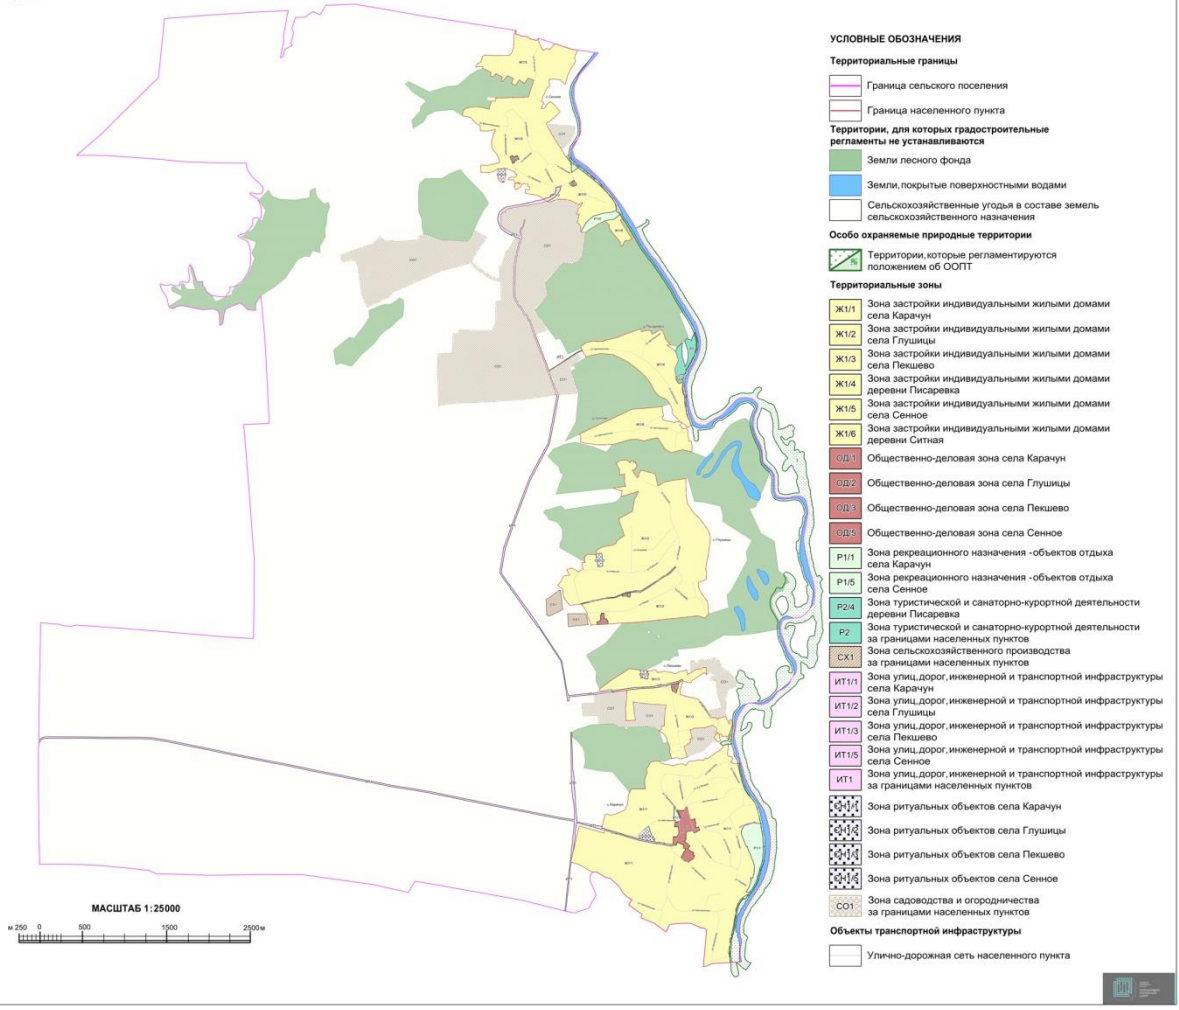 УСЛОВНЫЕ ОБОЗНАЧЕНИЯ
Территориальные границы
Граница сельского поселения
Граница населенного пункта
Территории, для которых градостроительные
регламенты не устанавливаются
Земли лесного фонда
Земли, покрытые поверхностными водами
Сельскохозяйственные угодья в составе земель
сельскохозяйственного назначения
Особо охраняемые природные территории
Территории, которые регламентируются
положением об ООПТ
Территориальные зоны
Ж1/1 Зона застройки индивидуальными жилыми домами
села Карачун
Ж1/2 Зона застройки индивидуальными жилыми домами
села Глушицы
Ж1/3 Зона застройки индивидуальными жилыми домами
села Пекшево
Ж1/4 Зона застройки индивидуальными жилыми домами
деревни Писаревка
Ж1/5 Зона застройки индивидуальными жилыми домами
села Сенное
Ж1/6 Зона застройки индивидуальными жилыми домами
деревни Ситная
ОД/1 Общественно-деловая зона села Карачун
ОД/2 Общественно-деловая зона села Глушицы
ОД/3 Общественно-деловая зона села Пекшево
ОД/5 Общественно-деловая зона села Сенное
Р1/1 Зона рекреационного назначения - объектов отдыха
села Карачун
Р1/5 Зона рекреационного назначения - объектов отдыха
села Сенное
Р2/4 Зона туристической и санаторно-курортной деятельности
деревни Писаревка
Р2 Зона туристической и санаторно-курортной деятельности
за границами населенных пунктов
СХ1 Зона сельскохозяйственного производства
за границами населенных пунктов
ИТ1/1 Зона улиц, дорог, инженерной и транспортной инфраструктуры
села Карачун
ИТ1/2 Зона улиц, дорог, инженерной и транспортной инфраструктуры
села Глушицы
ИТ1/3 Зона улиц, дорог, инженерной и транспортной инфраструктуры
села Пекшево
ИТ1/5 Зона улиц, дорог, инженерной и транспортной инфраструктуры
села Сенное
ИТ1 Зона улиц, дорог, инженерной и транспортной инфраструктуры
за границами населенных пунктов
Зона ритуальных объектов села Карачун
Зона ритуальных объектов села Глушицы
Зона ритуальных объектов села Пекшево
Зона ритуальных объектов села Сенное
СО1 Зона садоводства и огородничества
за границами населенных пунктов
Объекты транспортной инфраструктуры
Улично-дорожная сеть населенного пункта
МАСШТАБ 1:25000
м 250 0 500 1500 2500 м